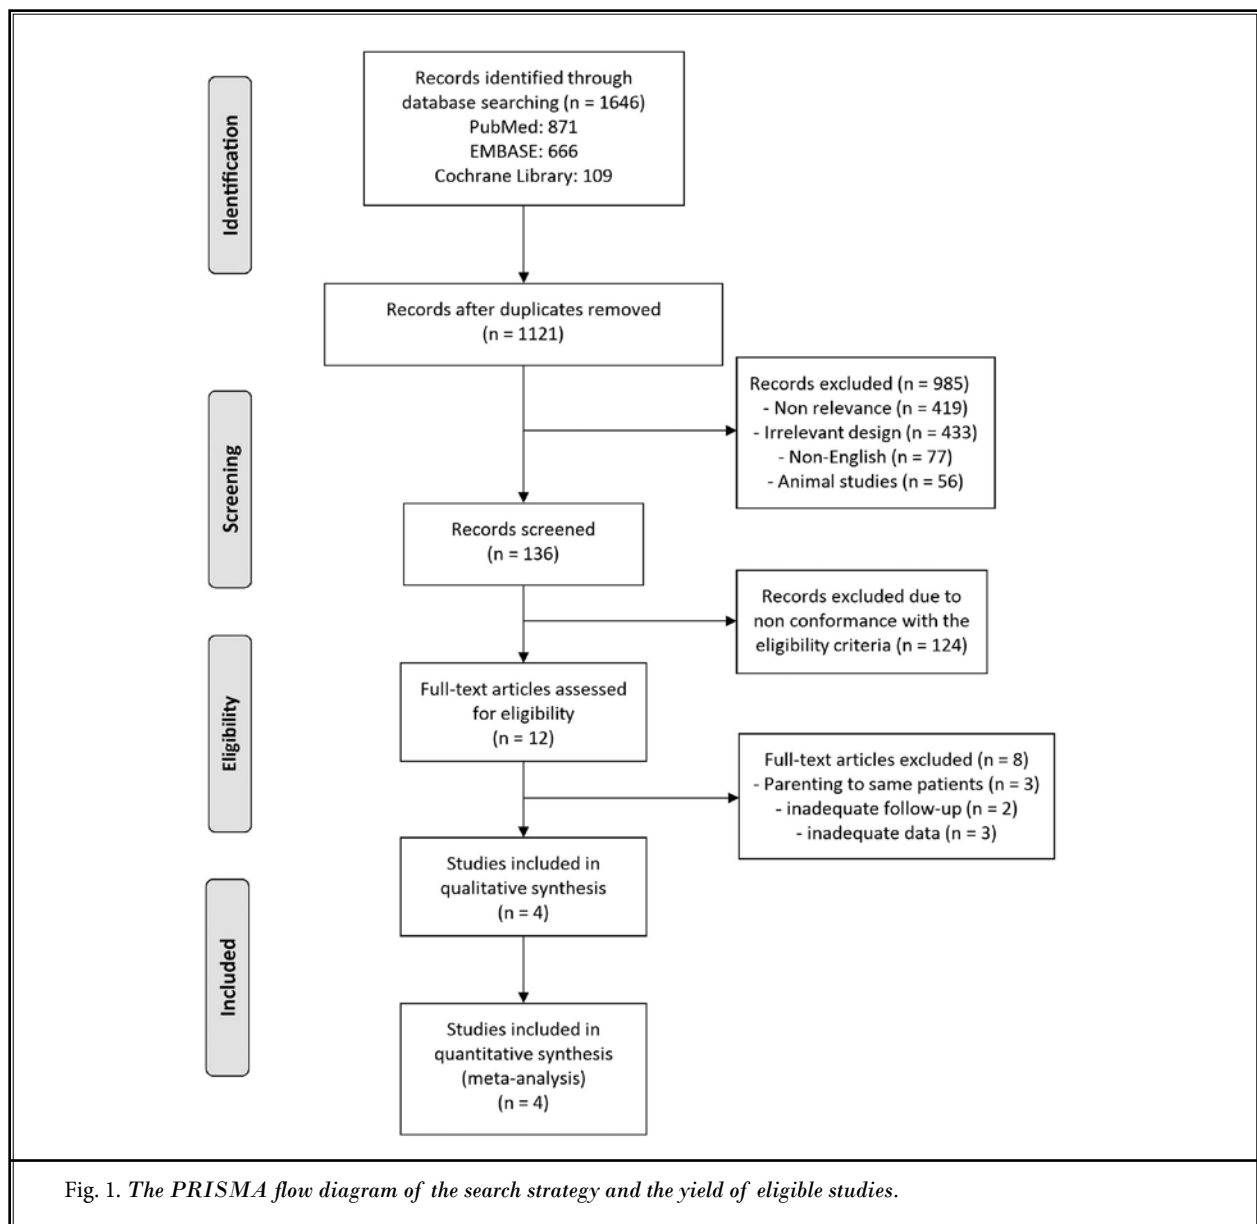 Identification
Records identified through
database searching (n = 1646)
PubMed: 871
EMBASE: 666
Cochrane Library: 109
Records after duplicates removed
(n = 1121)
Screening
Records excluded (n = 985)
- Non relevance (n = 419)
- Irrelevant design (n = 433)
- Non-English (n = 77)
- Animal studies (n = 56)
Records screened
(n = 136)
Records excluded due to
non conformance with the
eligibility criteria (n = 124)
Eligibility
Full-text articles assessed
for eligibility
(n = 12)
Full-text articles excluded (n = 8)
- Parenting to same patients (n = 3)
- inadequate follow-up (n = 2)
- inadequate data (n = 3)
Studies included in
qualitative synthesis
(n = 4)
Included
Studies included in
quantitative synthesis
(meta-analysis)
(n = 4)
Fig. 1. The PRISMA flow diagram of the search strategy and the yield of eligible studies.